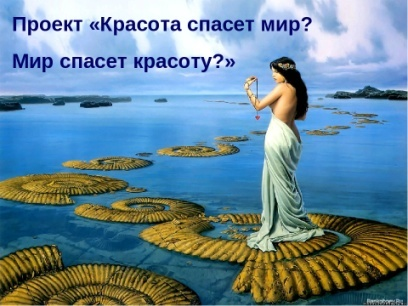 Проект «Красота спасет мир?
Мир спасет красоту?»